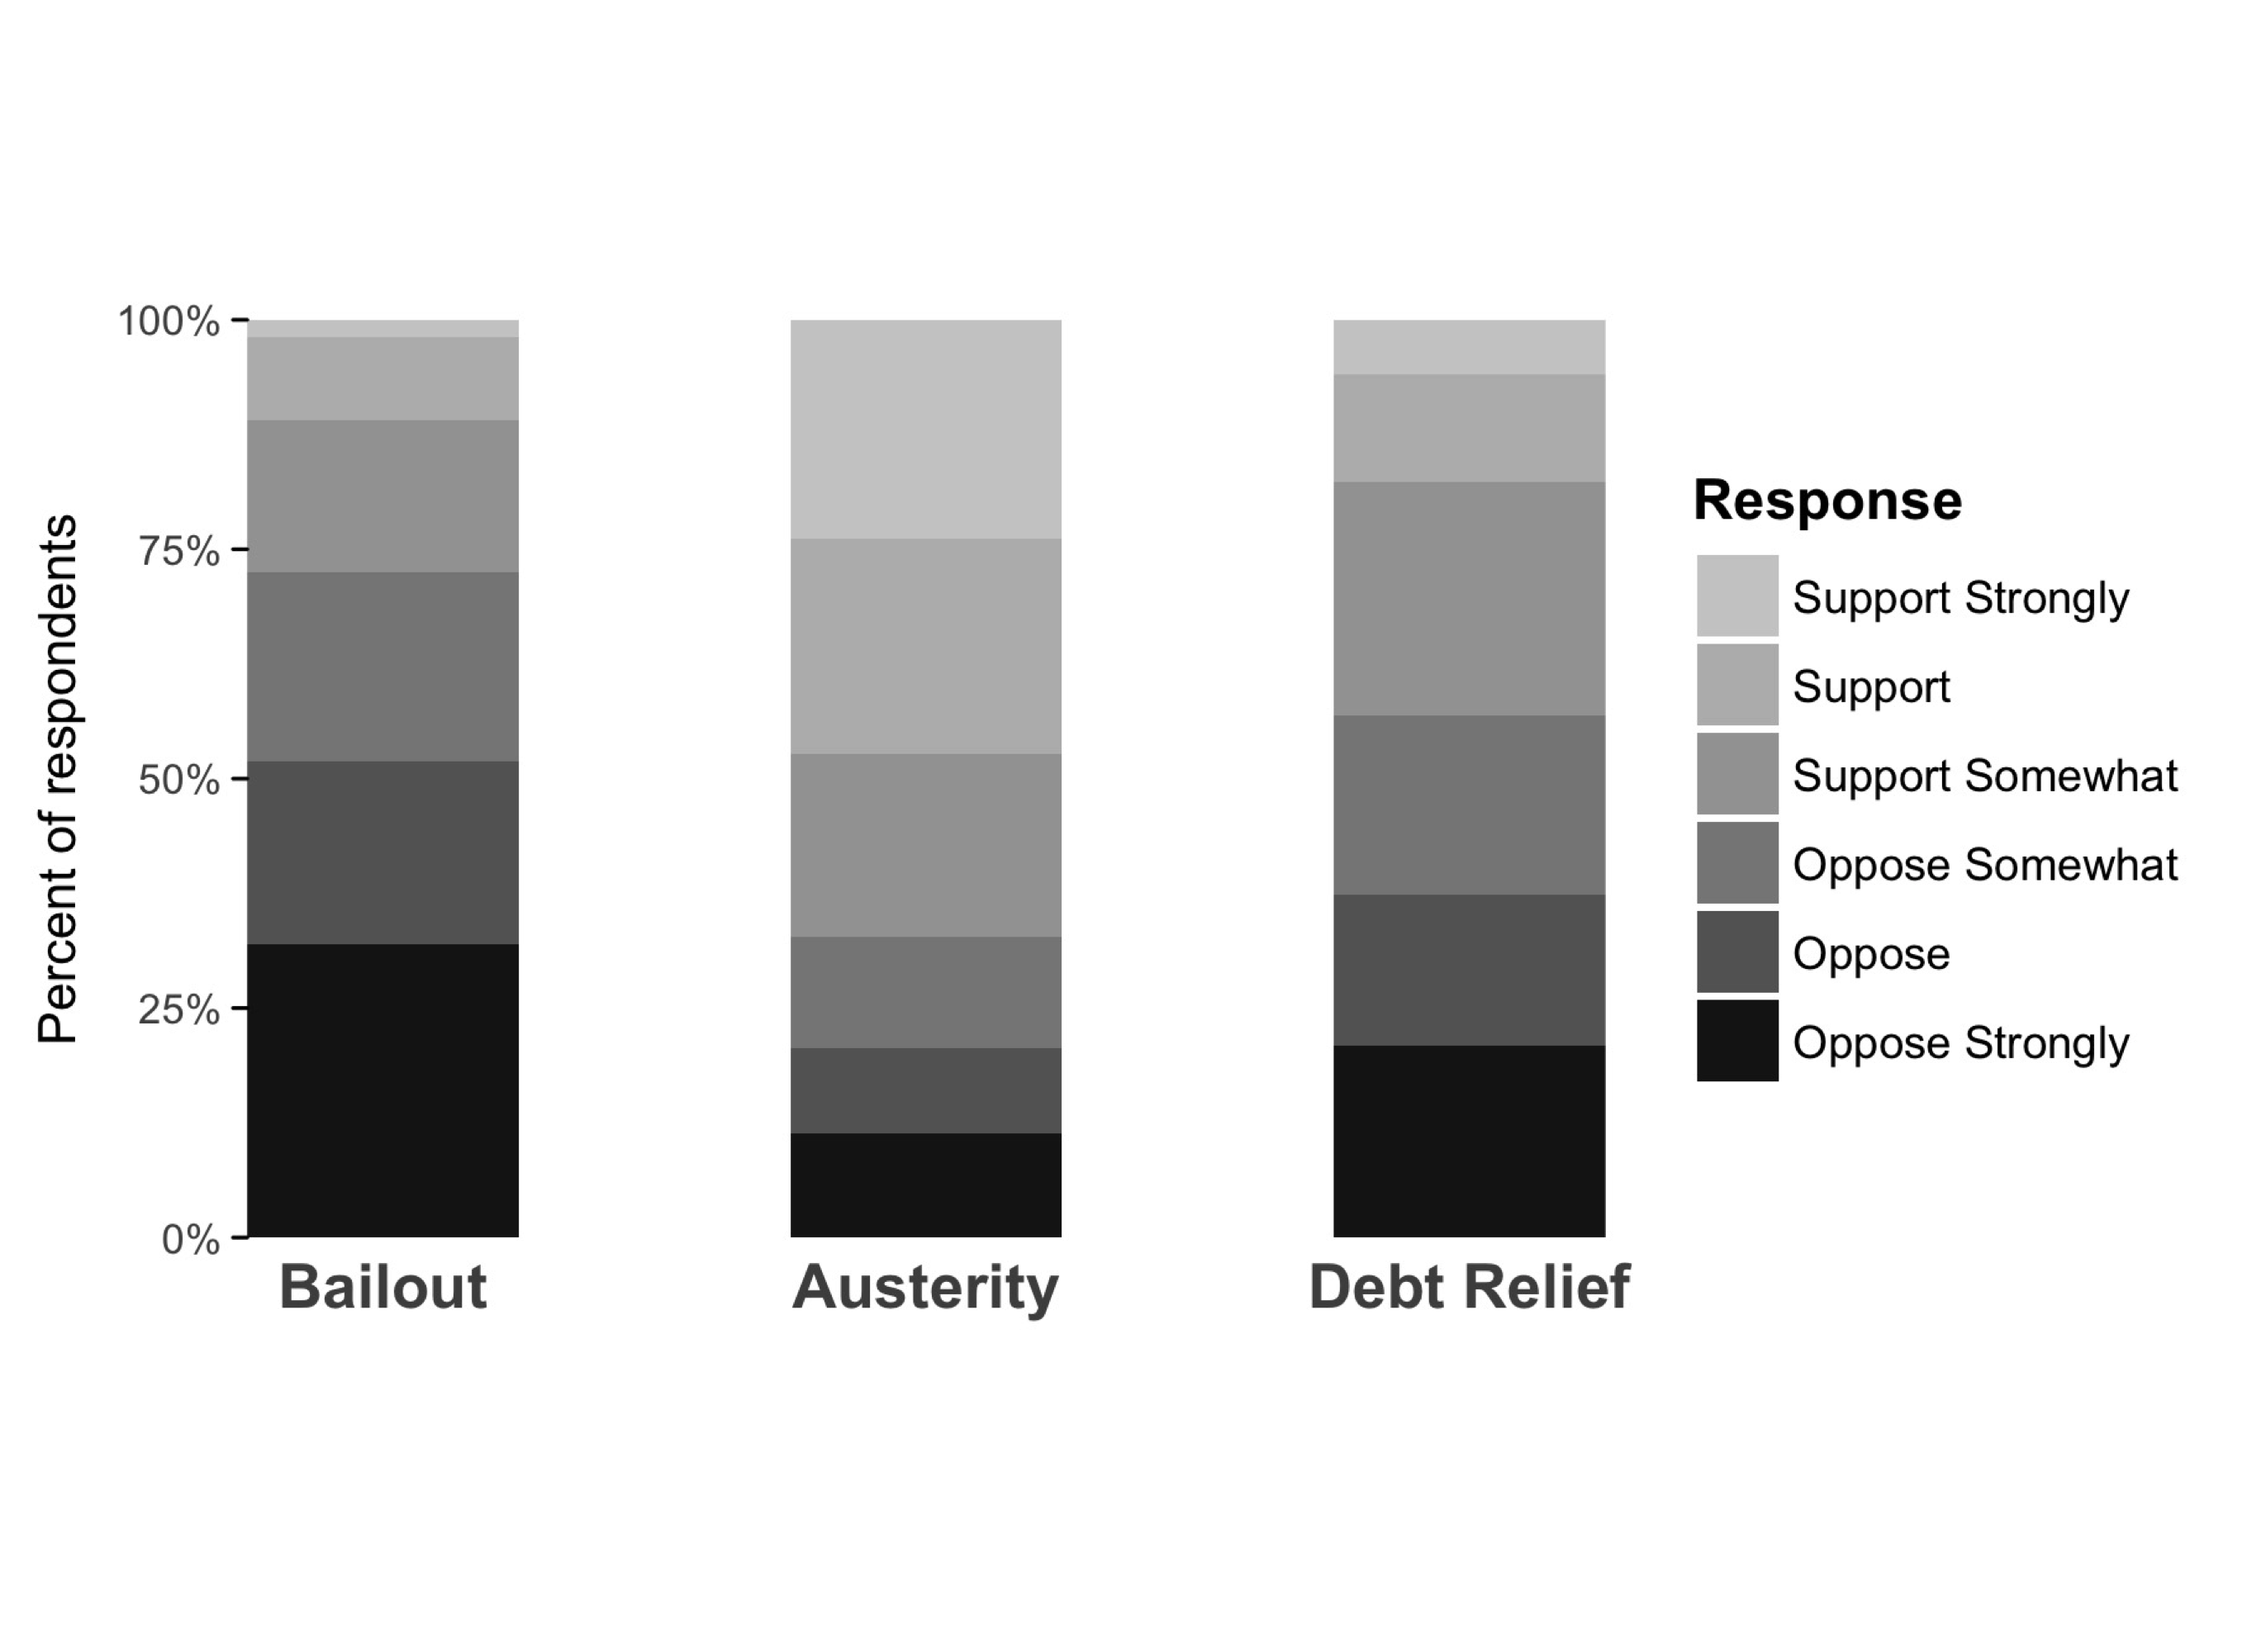 Percent of respondents
100%
75%
50%
25%
0%
Bailout
Austerity
Debt Relief
Response
Support Strongly
Support
Support Somewhat
Oppose Somewhat
Oppose
Oppose Strongly